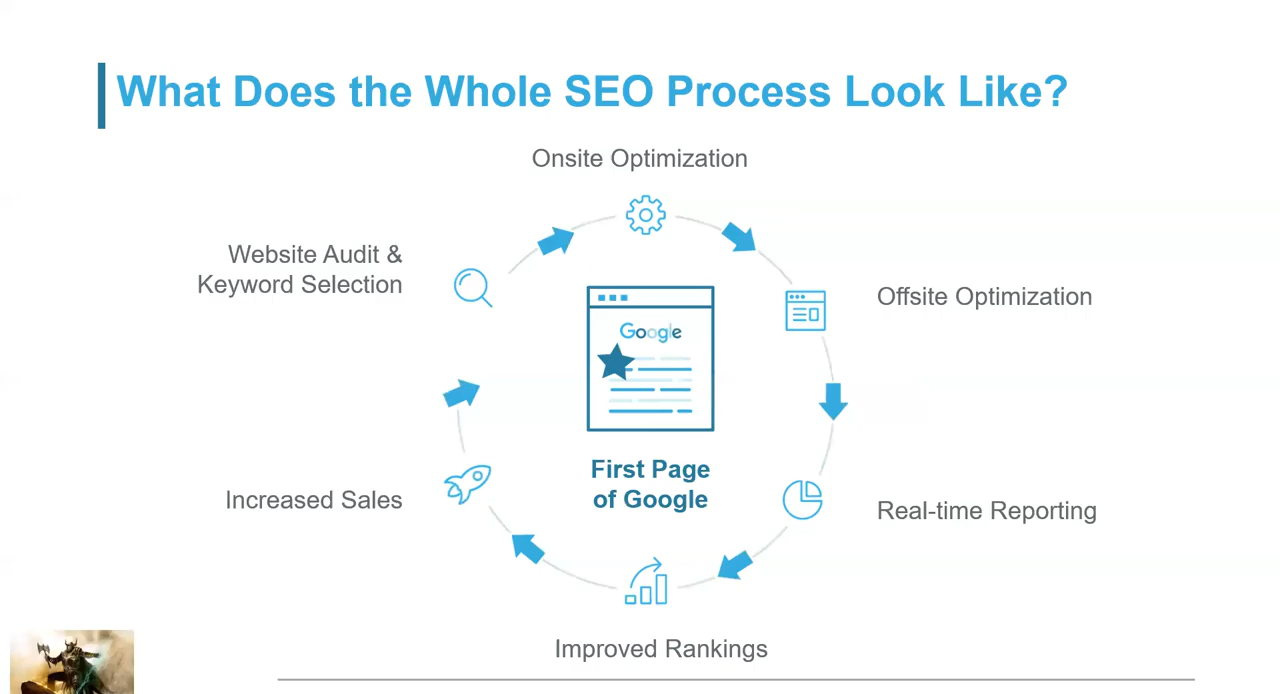 What Does the Whole SEO Process Look Like?
Onsite Optimization
Website Audit &
Keyword Selection
Offsite Optimization
Google
First Page
of Google
Increased Sales
Real-time Reporting
Improved Rankings